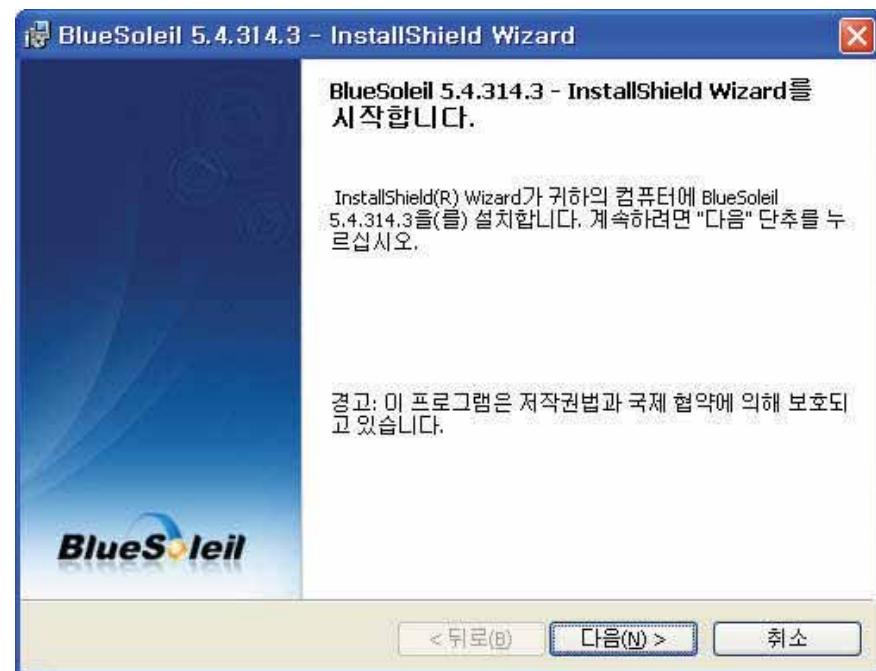 BlueSoleil 5.4.314.3 - InstallShield Wizard
BlueSoleil 5.4.314.3 - InstallShield Wizard를
시작합니다.
InstallShield(R) Wizard가 귀하의 컴퓨터에 BlueSoleil
5.4.314.3을(를) 설치합니다. 계속하려면 "다음" 단추를 누
르십시오.
경고: 이 프로그램은 저작권법과 국제 협약에 의해 보호되
고 있습니다.
BlueSoleil
< 뒤로(B)
다음(N) >
취소